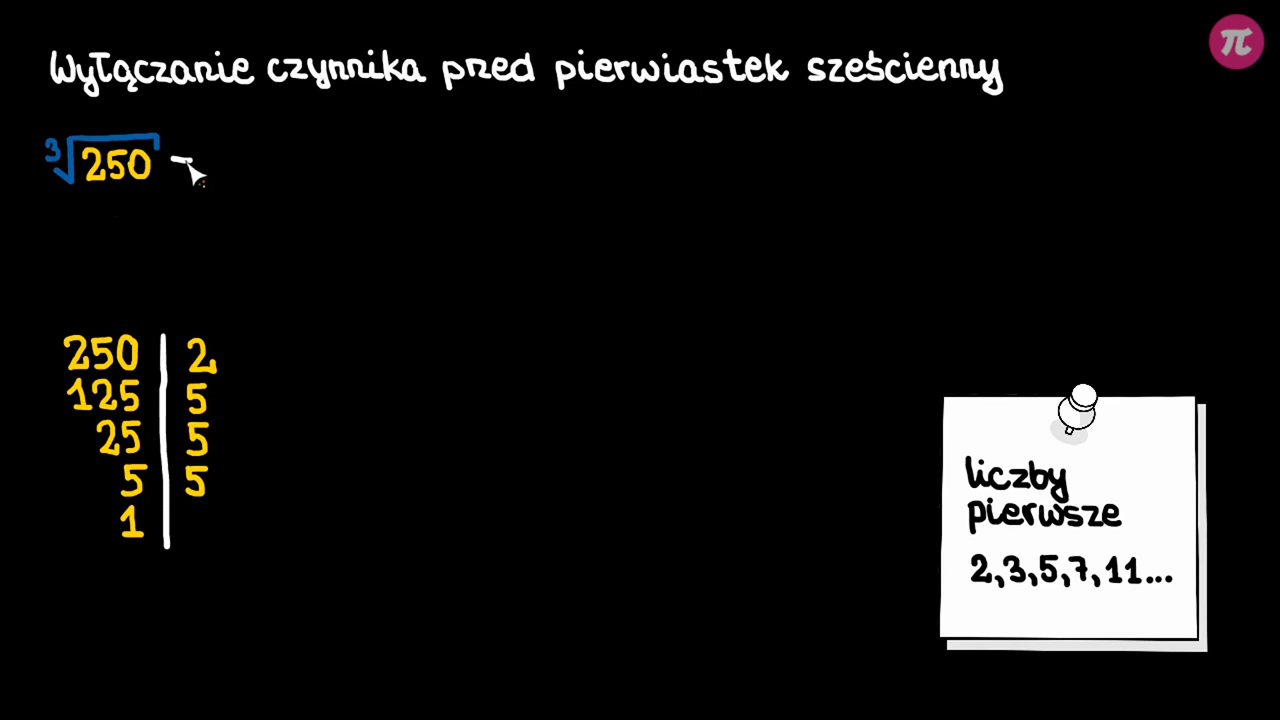 Wyłączanie czynnika przed pierwiastek sześcienny
π
∛250 =
250 | 2
125 | 5
25 | 5
5 | 5
1 |
liczby
pierwsze
2,3,5,7,11...